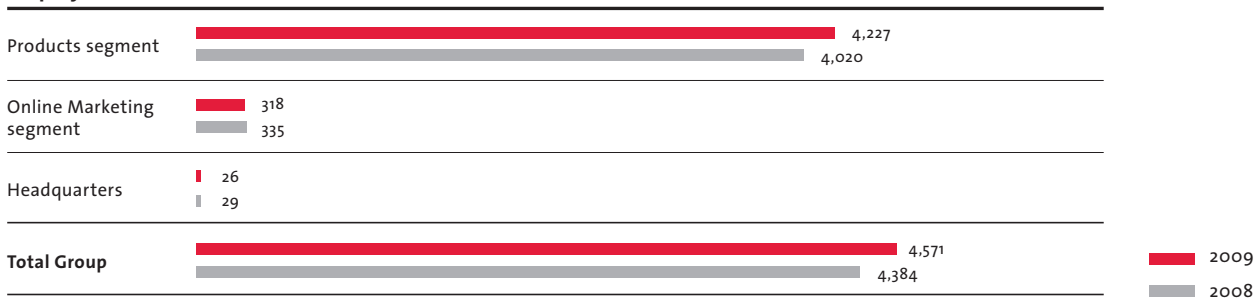 Products segment
4,227
4,020
Online Marketing
segment
318
335
Headquarters
26
29
Total Group
4,571
4,384
2009
2008